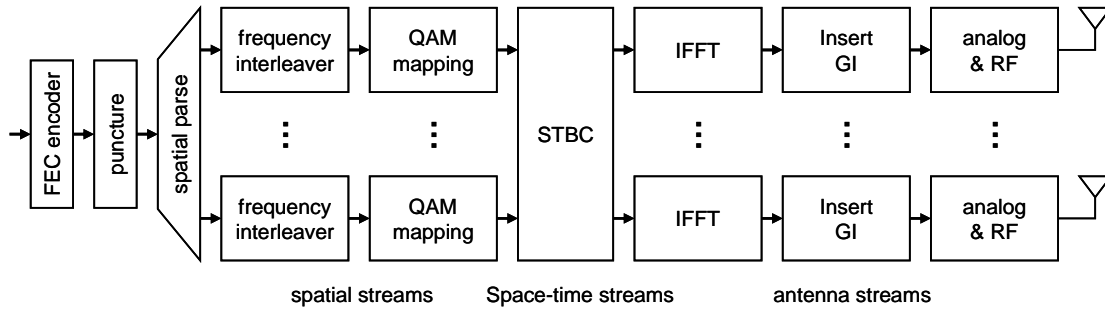 FEC encoder
puncture
spatial parse
frequency
interleaver
QAM
mapping
STBC
IFFT
Insert
GI
analog
& RF
frequency
interleaver
QAM
mapping
IFFT
Insert
GI
analog
& RF
spatial streams
Space-time streams
antenna streams